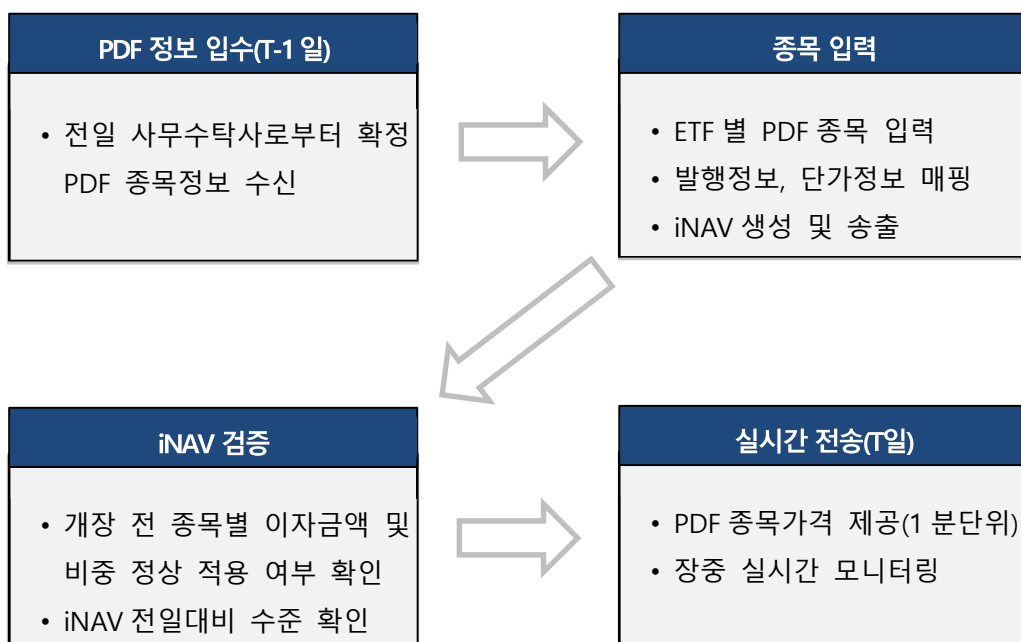 PDF 정보 입수(T-1 일)
• 전일 사무수탁사로부터 확정
PDF 종목정보 수신
종목 입력
• ETF 별 PDF 종목 입력
• 발행정보, 단가정보 매핑
• iNAV 생성 및 송출
iNAV 검증
• 개장 전 종목별 이자금액 및
비중 정상 적용 여부 확인
• iNAV 전일대비 수준 확인
실시간 전송(T일)
• PDF 종목가격 제공(1 분단위)
• 장중 실시간 모니터링